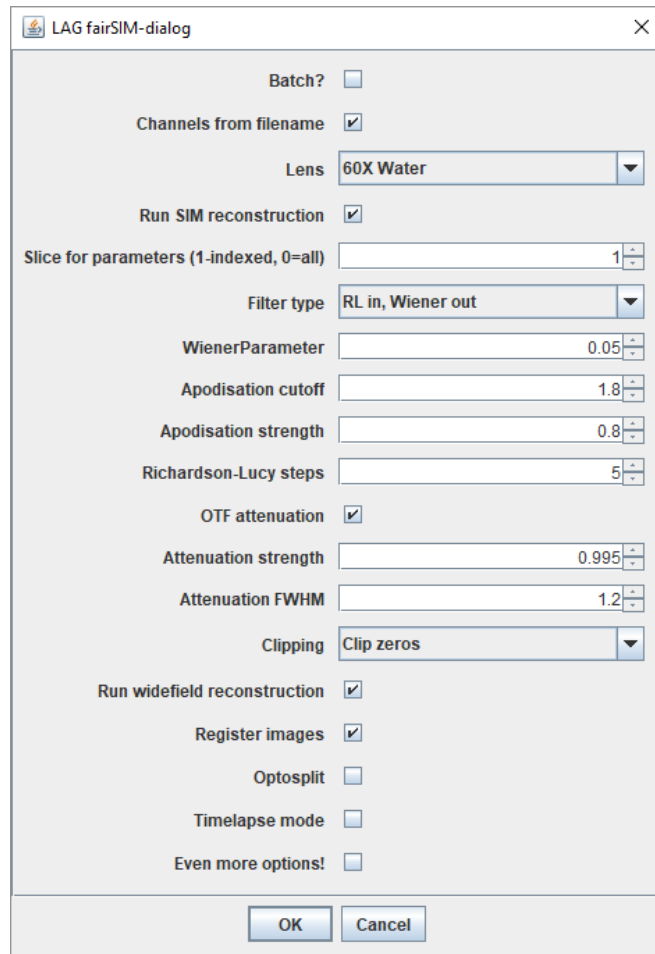 LAG fairSIM-dialog
Batch?
Channels from filename
Lens 60X Water
Run SIM reconstruction
Slice for parameters (1-indexed, 0=all) 1
Filter type RL in, Wiener out
WienerParameter 0.05
Apodisation cutoff 1.8
Apodisation strength 0.8
Richardson-Lucy steps 5
OTF attenuation
Attenuation strength 0.995
Attenuation FWHM 1.2
Clipping Clip zeros
Run widefield reconstruction
Register images
Optosplit
Timelapse mode
Even more options!
OK Cancel